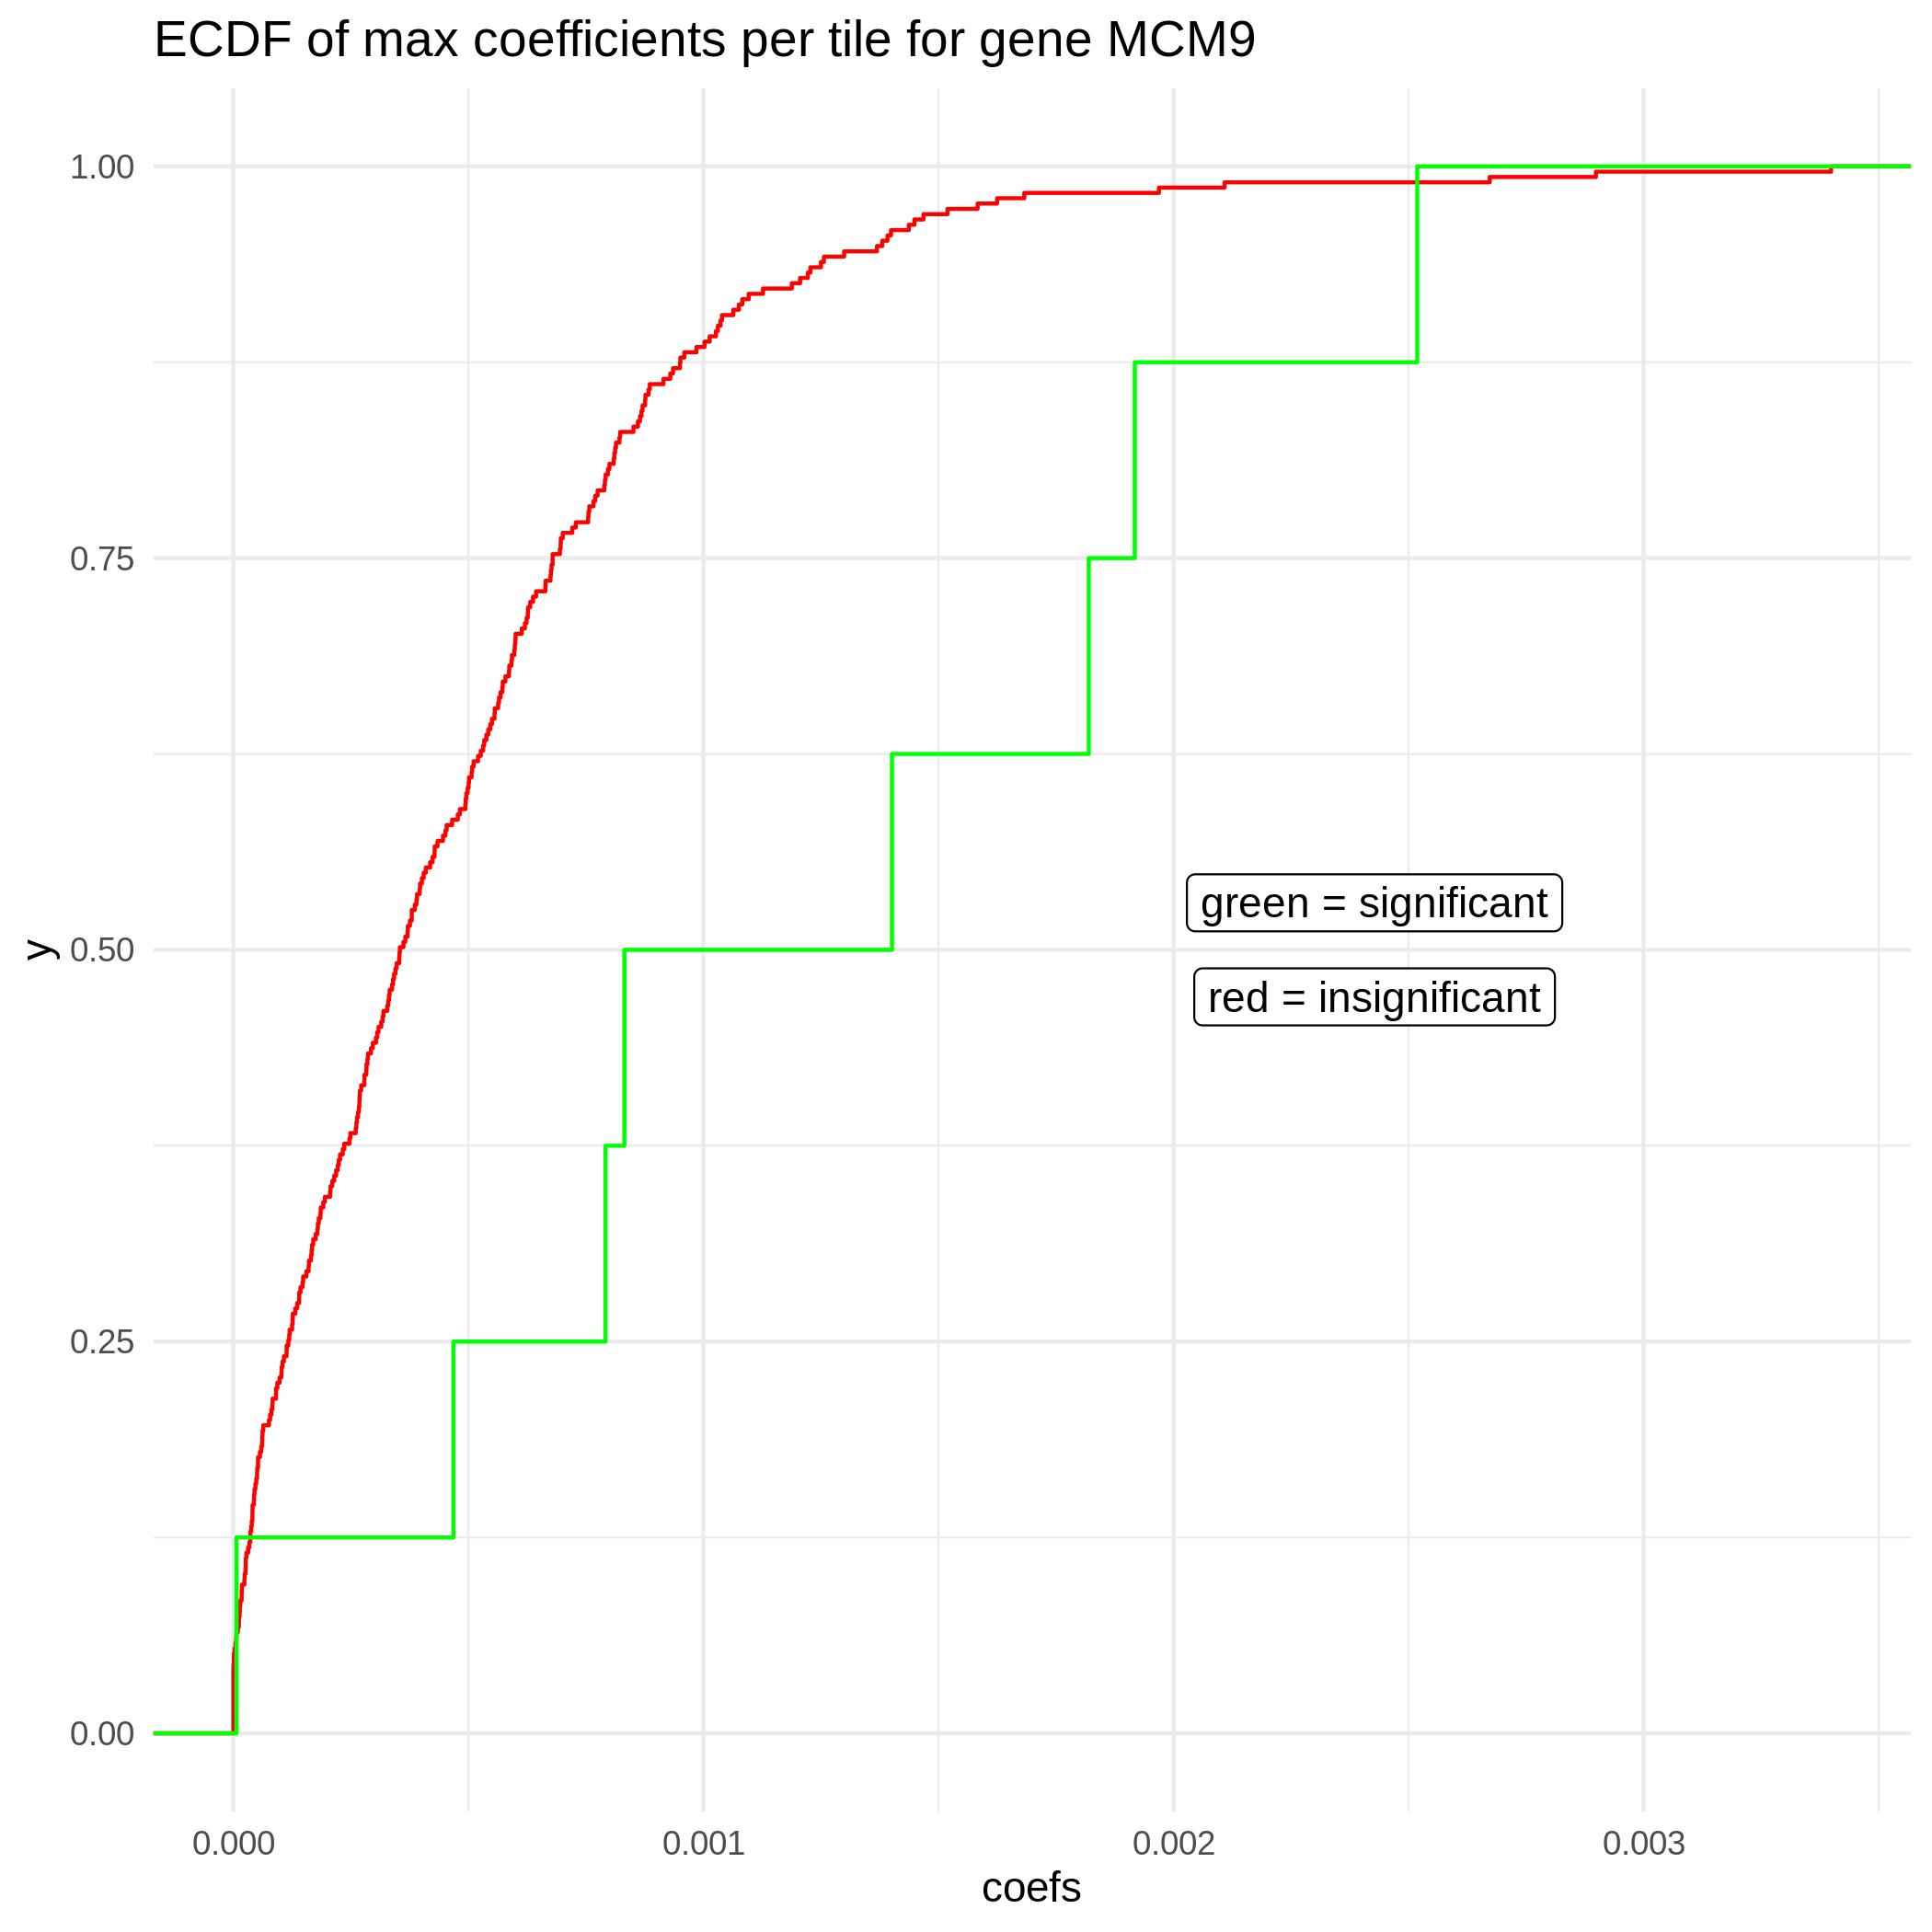 ECDF of max coefficients per tile for gene MCM9
1.00
0.75
y
0.50
green = significant
red = insignificant
0.25
0.00
0.000
0.001
0.002
0.003
coefs